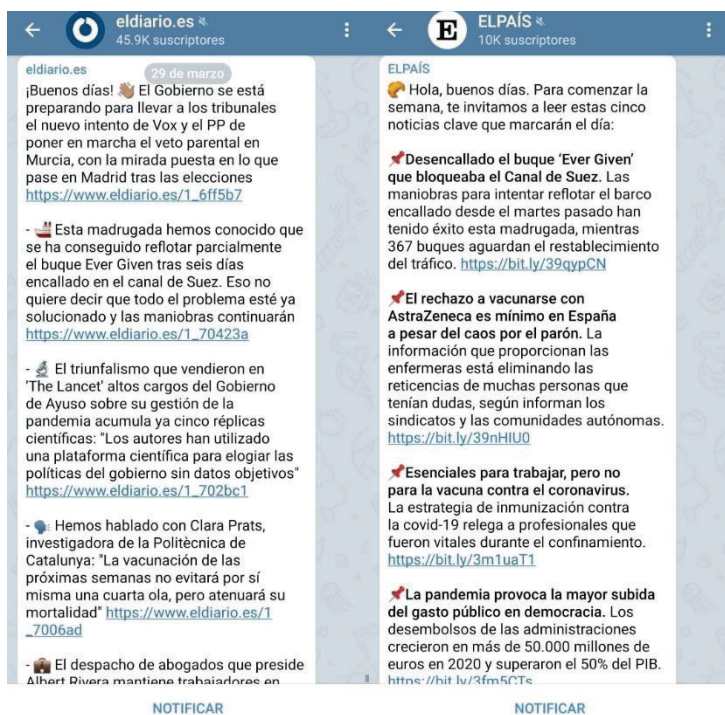 eldiario.es
45.9K suscriptores
eldiario.es
29 de marzo
¡Buenos días! 👋🏽 El Gobierno se está
preparando para llevar a los tribunales
el nuevo intento de Vox y el PP de
poner en marcha el veto parental en
Murcia, con la mirada puesta en lo que
pase en Madrid tras las elecciones
https://www.eldiario.es/1_6ff5b7
- 🚢 Esta madrugada hemos conocido que
se ha conseguido reflotar parcialmente
el buque Ever Given tras seis días
encallado en el canal de Suez. Eso no
quiere decir que todo el problema esté ya
solucionado y las maniobras continuarán
https://www.eldiario.es/1_70423a
- 🔬 El triunfalismo que vendieron en
'The Lancet' altos cargos del Gobierno
de Ayuso sobre su gestión de la
pandemia acumula ya cinco réplicas
científicas: "Los autores han utilizado
una plataforma científica para elogiar las
políticas del gobierno sin datos objetivos"
https://www.eldiario.es/1_702bc1
- 🗣 Hemos hablado con Clara Prats,
investigadora de la Politècnica de
Catalunya: "La vacunación de las
próximas semanas no evitará por sí
misma una cuarta ola, pero atenuará su
mortalidad" https://www.eldiario.es/1
_7006ad
- 💼 El despacho de abogados que preside
Albert Rivera mantiene trabajadores en
NOTIFICAR
E
ELPAÍS
10K suscriptores
ELPAÍS
🥐 Hola, buenos días. Para comenzar la
semana, te invitamos a leer estas cinco
noticias clave que marcarán el día:
📌Desencallado el buque 'Ever Given'
que bloqueaba el Canal de Suez. Las
maniobras para intentar reflotar el barco
encallado desde el martes pasado han
tenido éxito esta madrugada, mientras
367 buques aguardan el restablecimiento
del tráfico. https://bit.ly/39qypCN
📌El rechazo a vacunarse con
AstraZeneca es mínimo en España
a pesar del caos por el parón. La
información que proporcionan las
enfermeras está eliminando las
reticencias de muchas personas que
tenían dudas, según informan los
sindicatos y las comunidades autónomas.
https://bit.ly/39nHIU0
📌Esenciales para trabajar, pero no
para la vacuna contra el coronavirus.
La estrategia de inmunización contra
la covid-19 relega a profesionales que
fueron vitales durante el confinamiento.
https://bit.ly/3m1uaT1
📌La pandemia provoca la mayor subida
del gasto público en democracia. Los
desembolsos de las administraciones
crecieron en más de 50.000 millones de
euros en 2020 y superaron el 50% del PIB.
https://bit.ly/3fm5CTs
NOTIFICAR